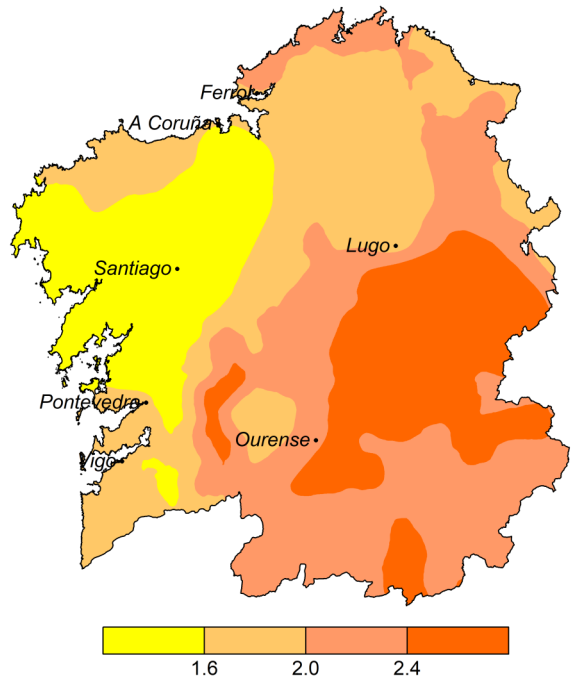 Ferrol
A Coruña
Lugo
Santiago
Pontevedra
Ourense
Vigo
1.6 2.0 2.4